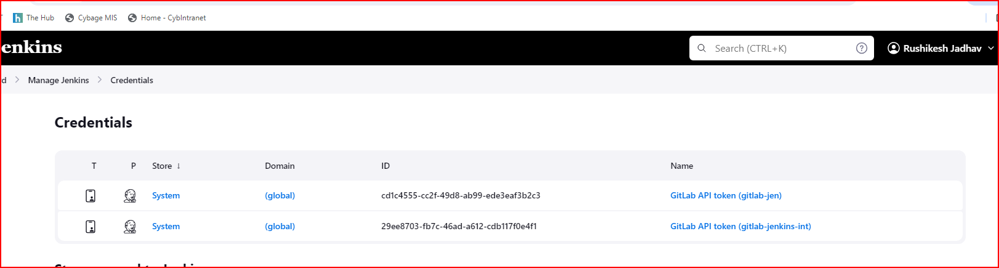 The Hub Cybage MIS Home - CybIntranet
enkins Search (CTRL+K) Rushikesh Jadhav
d Manage Jenkins Credentials
Credentials
T P Store ↓ Domain ID Name
System (global) cd1c4555-cc2f-49d8-ab99-ede3eaf3b2c3 GitLab API token (gitlab-jen)
System (global) 29ee8703-fb7c-46ad-a612-cdb117f0e4f1 GitLab API token (gitlab-jenkins-int)